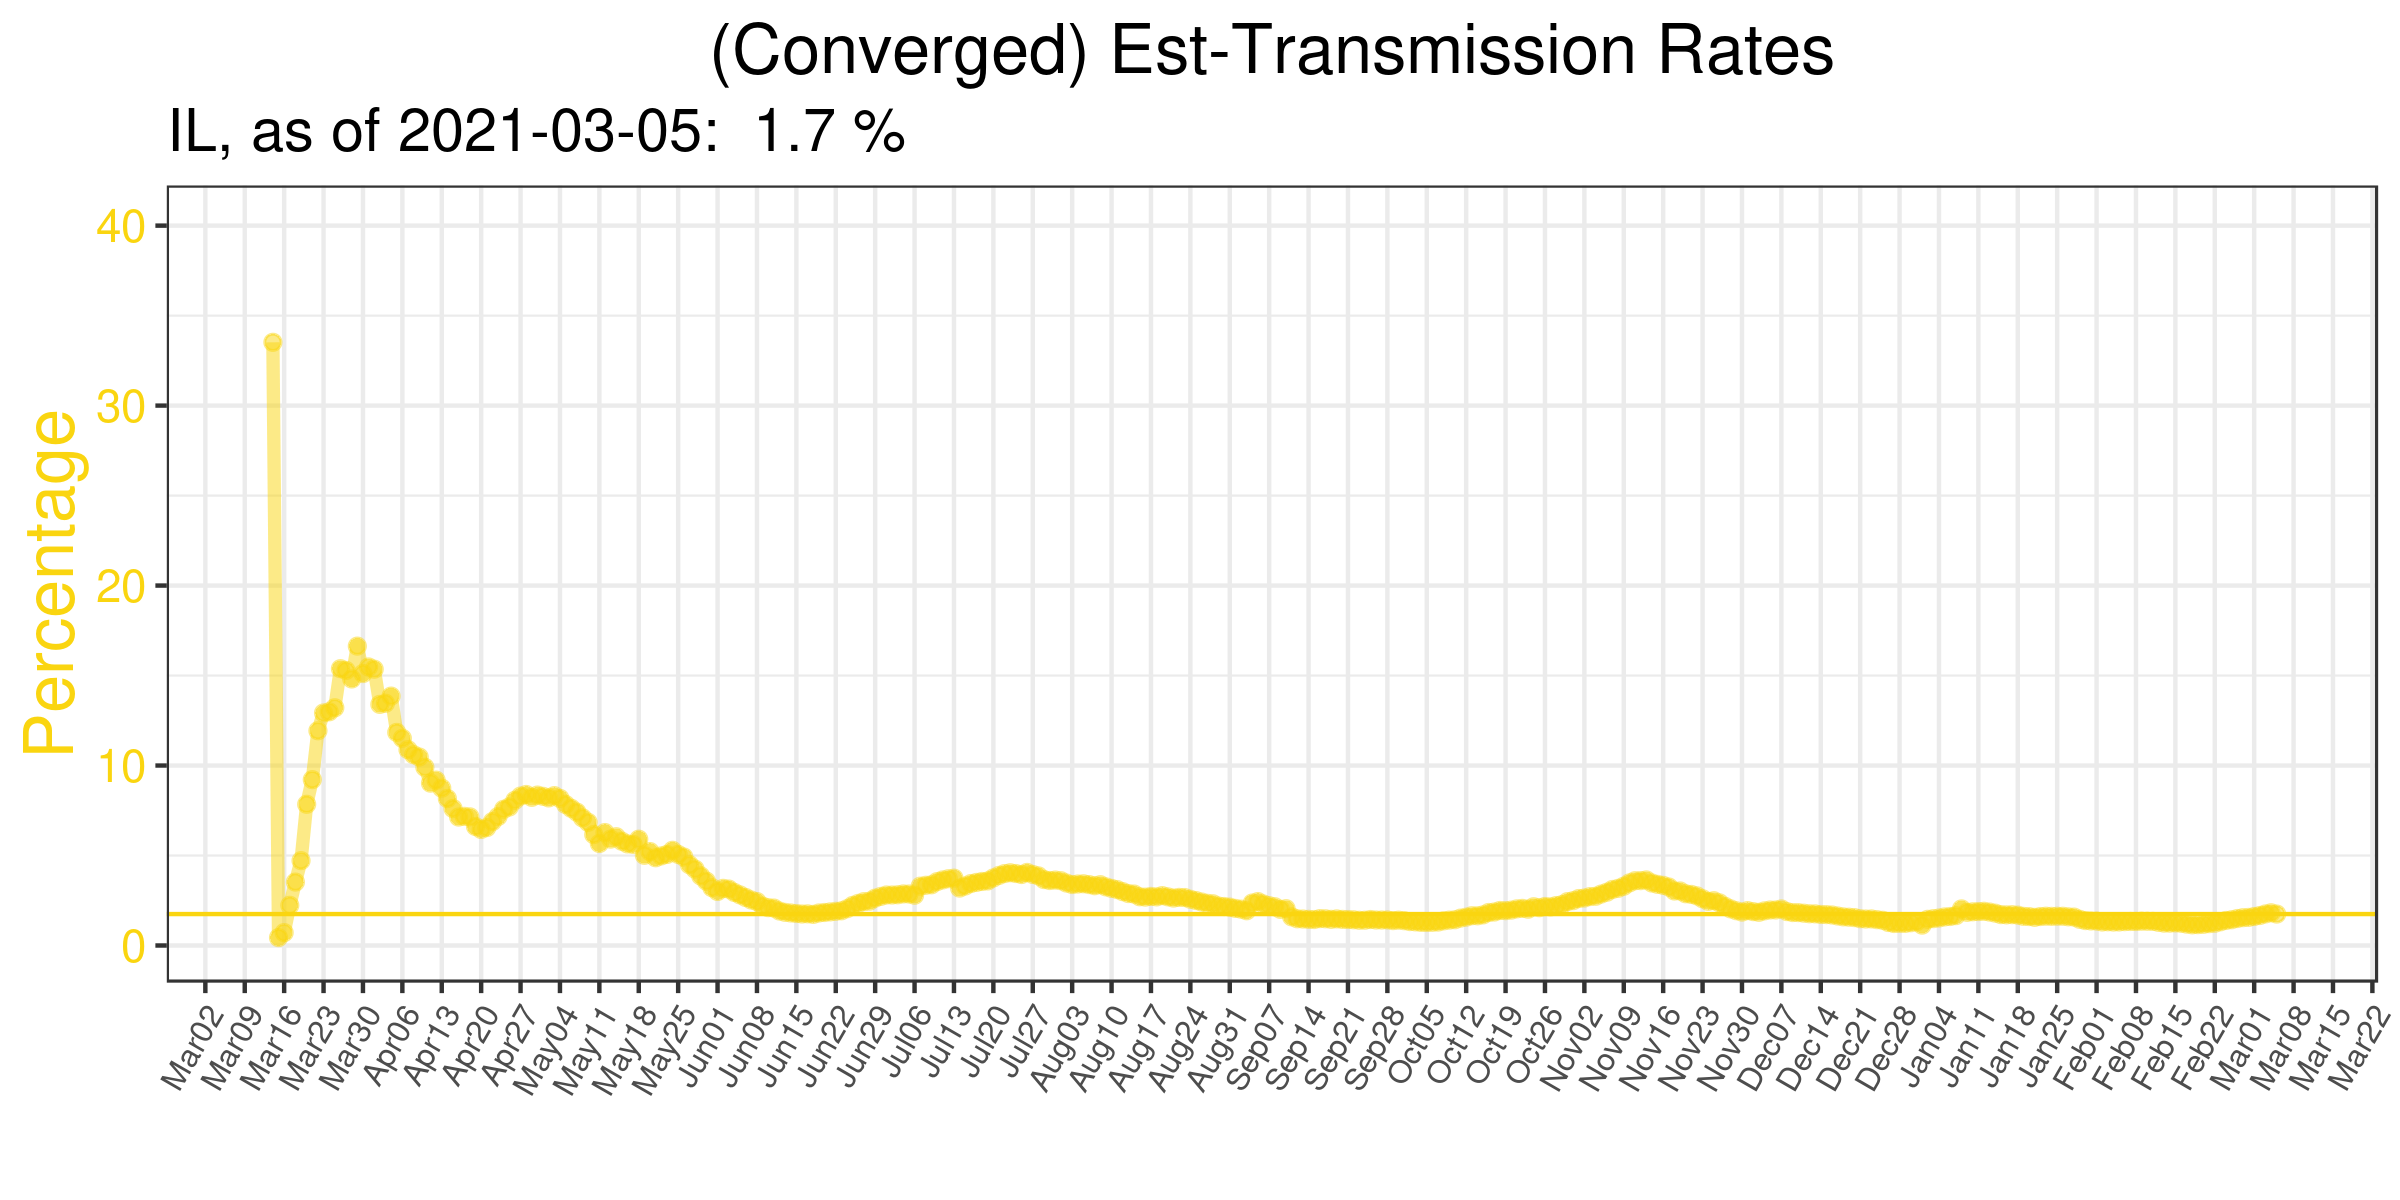 (Converged) Est-Transmission Rates
IL, as of 2021-03-05:  1.7 %
Percentage
40
30
20
10
0
Mar02
Mar09
Mar16
Mar23
Mar30
Apr06
Apr13
Apr20
Apr27
May04
May11
May18
May25
Jun01
Jun08
Jun15
Jun22
Jun29
Jul06
Jul13
Jul20
Jul27
Aug03
Aug10
Aug17
Aug24
Aug31
Sep07
Sep14
Sep21
Sep28
Oct05
Oct12
Oct19
Oct26
Nov02
Nov09
Nov16
Nov23
Nov30
Dec07
Dec14
Dec21
Dec28
Jan04
Jan11
Jan18
Jan25
Feb01
Feb08
Feb15
Feb22
Mar01
Mar08
Mar15
Mar22